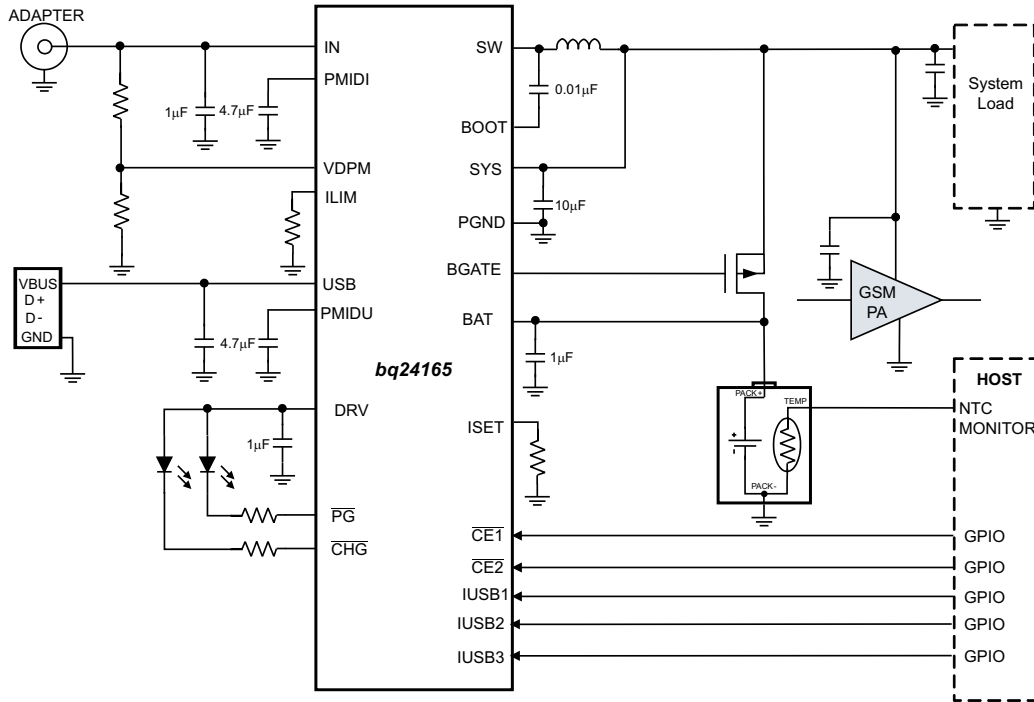 ADAPTER
IN
PMIDI
1μF
4.7μF
VDPM
ILIM
VBUS
D+
D-
GND
USB
PMIDU
4.7μF
bq24165
DRV
1μF
PG
CHG
SW
0.01μF
BOOT
SYS
10μF
PGND
BGATE
BAT
1μF
ISET
CE1
CE2
IUSB1
IUSB2
IUSB3
System
Load
GSM
PA
PACK+
TEMP
+
-
PACK-
HOST
NTC
MONITOR
GPIO
GPIO
GPIO
GPIO
GPIO